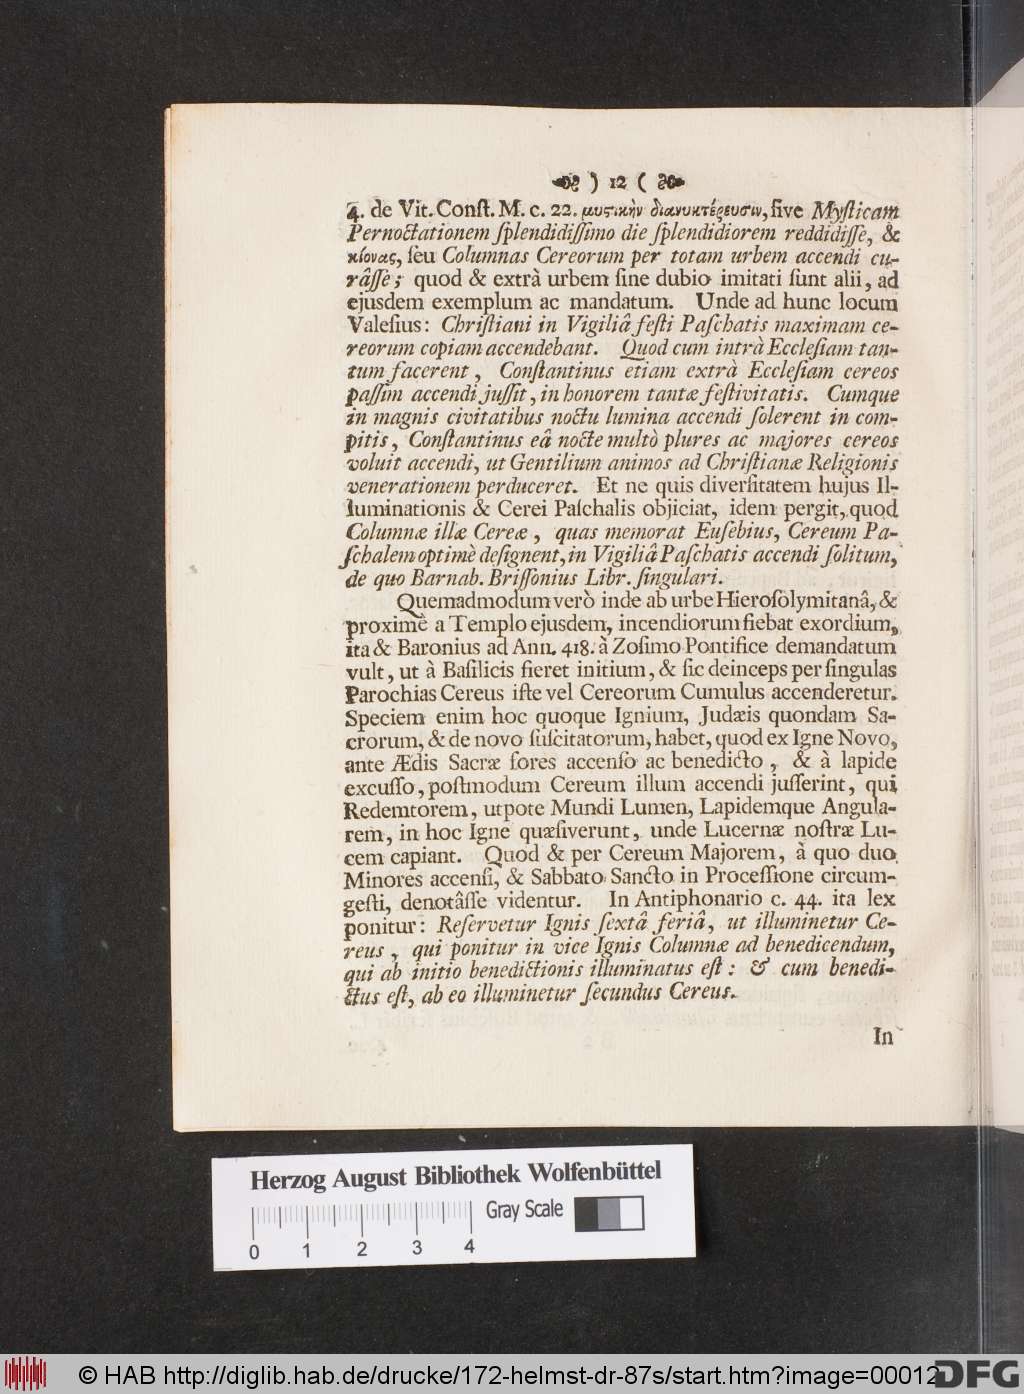 ) 12 (
4. de Vit. Conſt. M. c. 22. μυςικὴν διανυκτέρευσιν, ſive Myſticam
Pernoctationem ſplendidiſſimo die ſplendidiorem reddidiſſe, &
κίονας, ſeu Columnas Cereorum per totam urbem accendi cu-
râſſe; quod & extrà urbem ſine dubio imitati ſunt alii, ad
ejusdem exemplum ac mandatum. Unde ad hunc locum
Valeſius: Chriſtiani in Vigiliâ feſti Paſchatis maximam ce-
reorum copiam accendebant. Quod cum intrà Eccleſiam tan-
tum facerent, Conſtantinus etiam extrà Eccleſiam cereos
paſſim accendi juſſit, in honorem tantæ feſtivitatis. Cumque
in magnis civitatibus noctu lumina accendi ſolerent in com-
pitis, Conſtantinus eâ nocte multò plures ac majores cereos
voluit accendi, ut Gentilium animos ad Chriſtianæ Religionis
venerationem perduceret. Et ne quis diverſitatem hujus Il-
luminationis & Cerei Paſchalis objiciat, idem pergit, quod
Columnæ illæ Cereæ, quas memorat Euſebius, Cereum Pa-
ſchalem optimè deſignent, in Vigiliâ Paſchatis accendi ſolitum,
de quo Barnab. Briſſonius Libr. ſingulari.
Quemadmodum verò inde ab urbe Hieroſolymitanâ, &
proximè a Templo ejusdem, incendiorum fiebat exordium,
ita & Baronius ad Ann. 418. à Zoſimo Pontifice demandatum
vult, ut à Baſilicis fieret initium, & ſic deinceps per ſingulas
Parochias Cereus iſte vel Cereorum Cumulus accenderetur.
Speciem enim hoc quoque Ignium, Judæis quondam Sa-
crorum, & de novo ſuſcitatorum, habet, quod ex Igne Novo,
ante Ædis Sacræ fores accenſo ac benedicto, & à lapide
excuſſo, poſtmodum Cereum illum accendi juſſerint, qui
Redemtorem, utpote Mundi Lumen, Lapidemque Angula-
rem, in hoc Igne quæſiverunt, unde Lucernæ noſtræ Lu-
cem capiant. Quod & per Cereum Majorem, à quo duo
Minores accenſi, & Sabbato Sancto in Proceſſione circum-
geſti, denotâſſe videntur. In Antiphonario c. 44. ita lex
ponitur: Reſervetur Ignis ſextâ feriâ, ut illuminetur Ce-
reus, qui ponitur in vice Ignis Columnæ ad benedicendum,
qui ab initio benedictionis illuminatus eſt: & cum benedi-
ctus eſt, ab eo illuminetur ſecundus Cereus.
In
Herzog August Bibliothek Wolfenbüttel
Gray Scale
0 1 2 3 4
© HAB http://diglib.hab.de/drucke/172-helmst-dr-87s/start.htm?image=00012
DFG